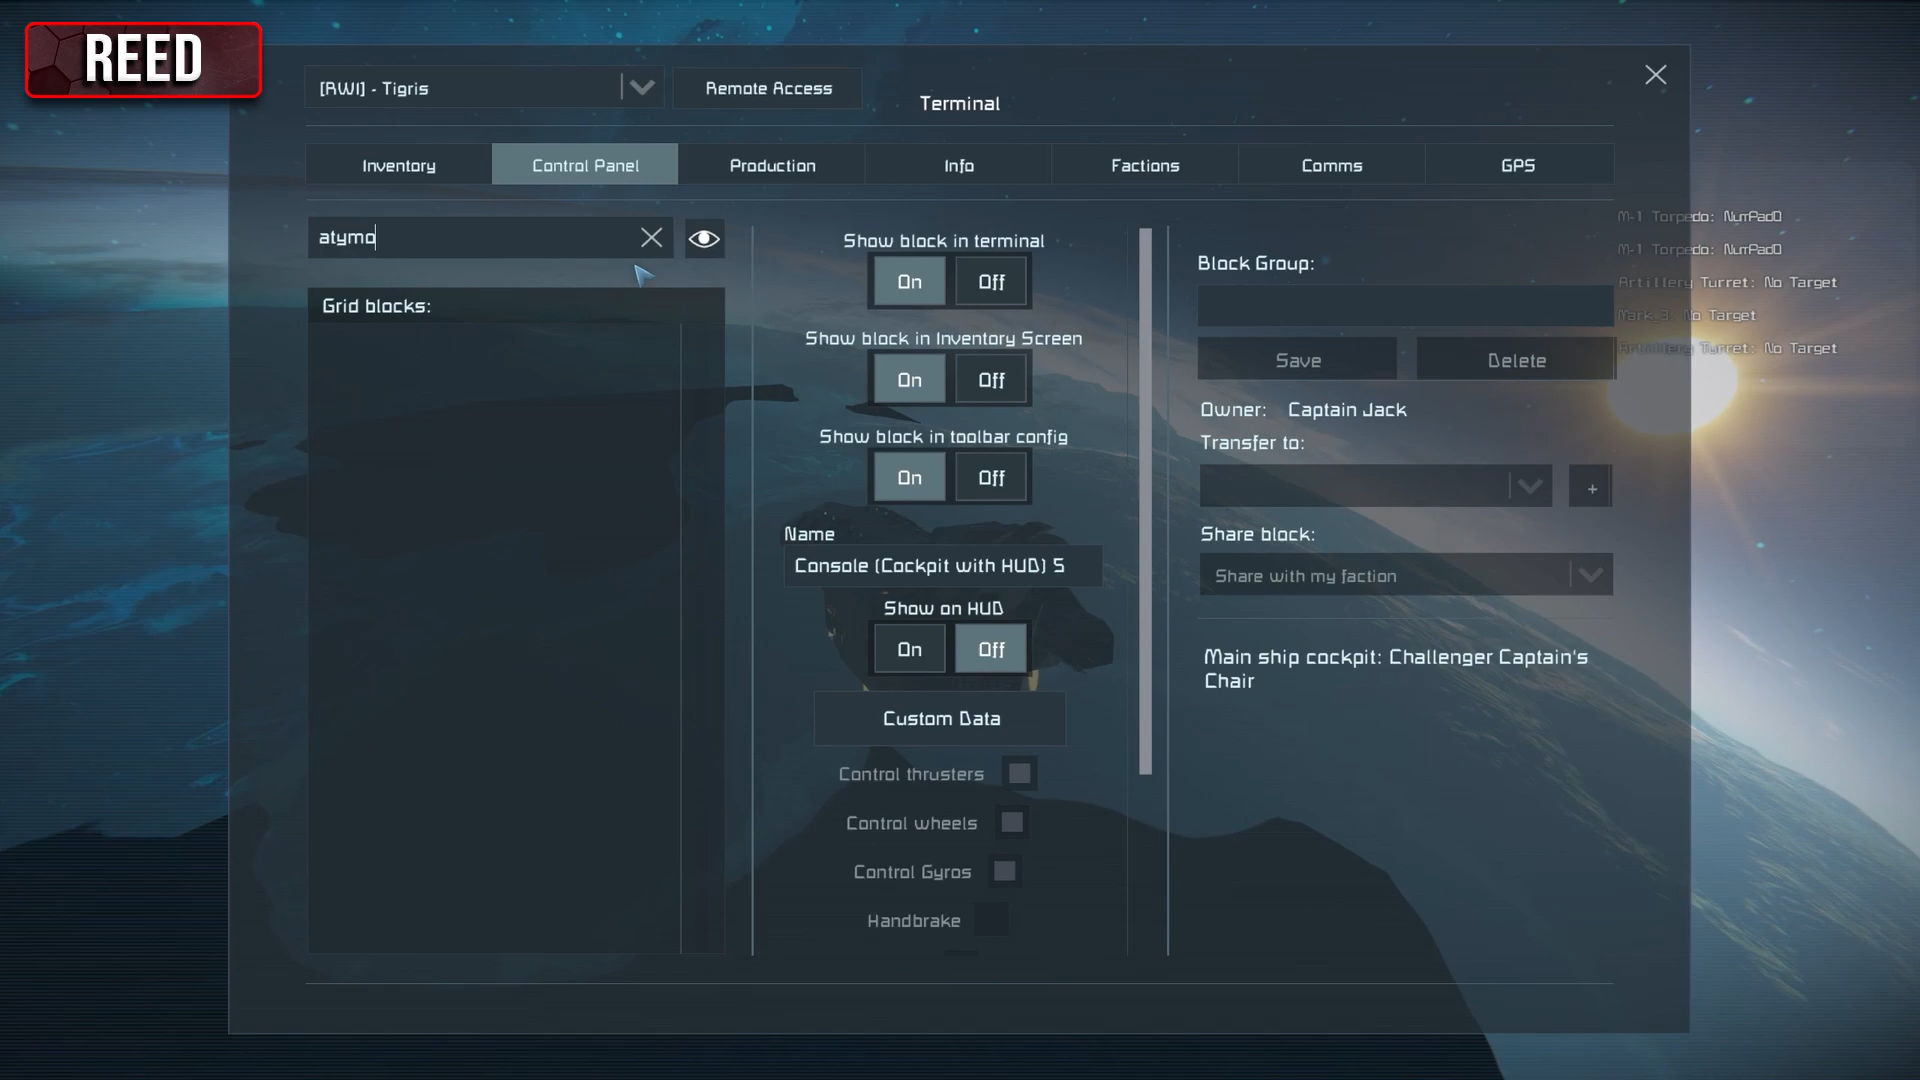 REED
[RWI] - Tigris
Remote Access
Terminal
Inventory
Control Panel
Production
Info
Factions
Comms
GPS
atymo
Grid blocks:
Show block in terminal
On Off
Show block in Inventory Screen
On Off
Show block in toolbar config
On Off
Name
Console (Cockpit with HUD) 5
Show on HUD
On Off
Custom Data
Control thrusters
Control wheels
Control Gyros
Handbrake
Block Group:
Save Delete
Owner: Captain Jack
Transfer to:
+
Share block:
Share with my faction
Main ship cockpit: Challenger Captain's
Chair
M-1 Torpedo: NumPad0
M-1 Torpedo: NumPad0
Artillery Turret: No Target
Mark 3: No Target
Artillery Turret: No Target